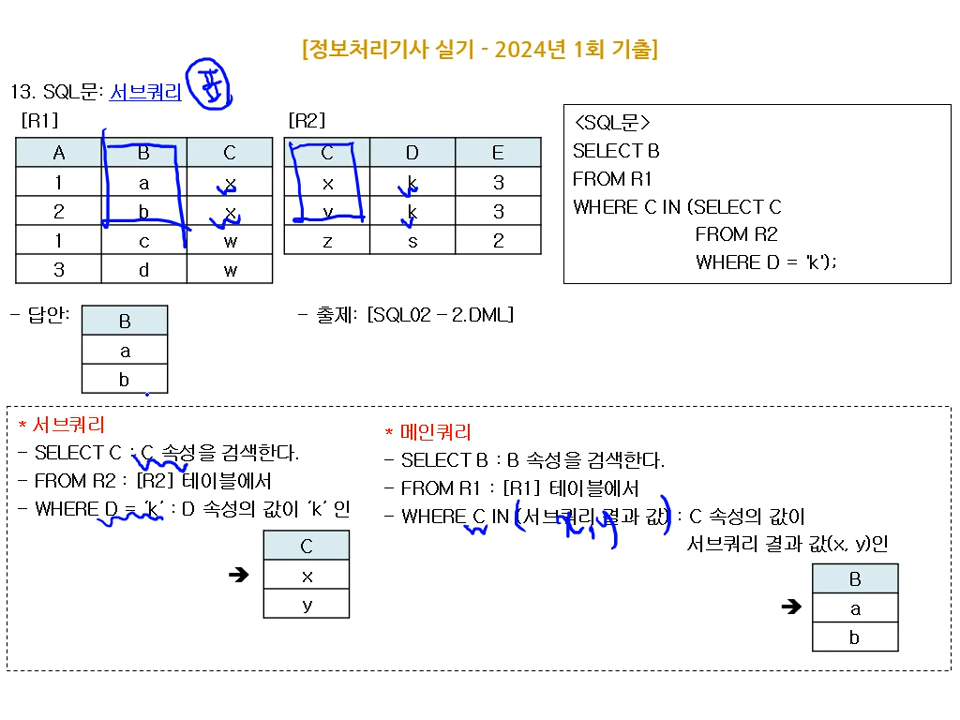 [정보처리기사 실기 - 2024년 1회 기출]
13. SQL문: 서브쿼리 표
[R1]
A B C
1 a x
2 b x
1 c w
3 d w
[R2]
C D E
x k 3
y k 3
z s 2
<SQL문>
SELECT B
FROM R1
WHERE C IN (SELECT C
FROM R2
WHERE D = 'k');
- 답안:
B
a
b
- 출제: [SQL02 - 2.DML]
* 서브쿼리
- SELECT C : C 속성을 검색한다.
- FROM R2 : [R2] 테이블에서
- WHERE D = 'k' : D 속성의 값이 'k' 인
➔
C
x
y
* 메인쿼리
- SELECT B : B 속성을 검색한다.
- FROM R1 : [R1] 테이블에서
- WHERE C IN (서브쿼리 결과 값) : C 속성의 값이
x, y
서브쿼리 결과 값(x, y)인
➔
B
a
b